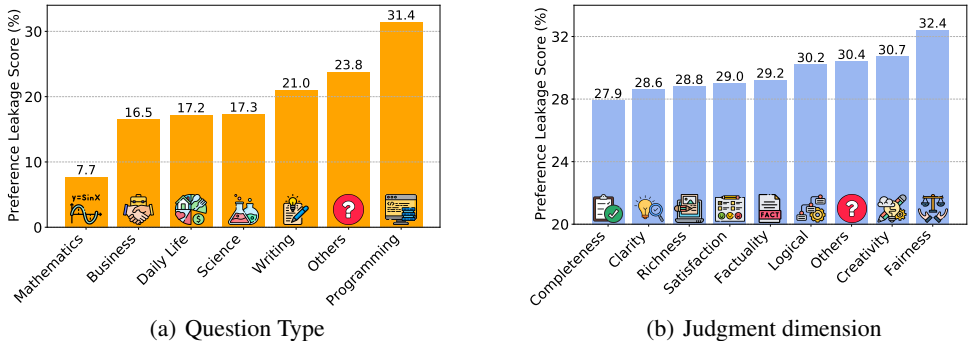 Preference Leakage Score (%)
30
20
10
0
7.7
16.5
17.2
17.3
21.0
23.8
31.4
y=SinX
Mathematics
Business
Daily Life
Science
Writing
Others
Programming
(a) Question Type
Preference Leakage Score (%)
32
28
24
20
27.9
28.6
28.8
29.0
29.2
30.2
30.4
30.7
32.4
FACT
Completeness
Clarity
Richness
Satisfaction
Factuality
Logical
Others
Creativity
Fairness
(b) Judgment dimension